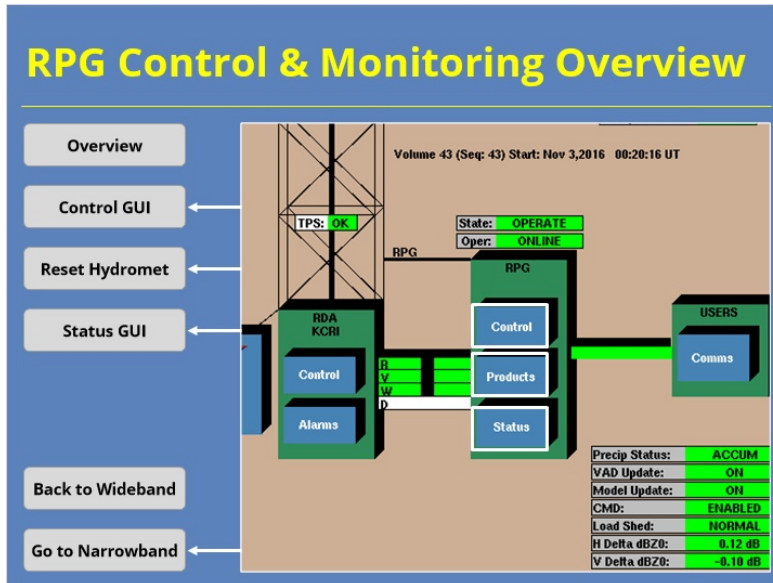 RPG Control & Monitoring Overview
Overview
Control GUI
Reset Hydromet
Status GUI
Back to Wideband
Go to Narrowband
Volume 43 (Seq: 43) Start: Nov 3,2016 00:20:16 UT
TPS: OK
State: OPERATE
Oper: ONLINE
RPG
RPG
Control
Products
Status
RDA
KCRI
Control
Alarms
R
V
W
D
USERS
Comms
Precip Status: ACCUM
VAD Update: ON
Model Update: ON
CMD: ENABLED
Load Shed: NORMAL
H Delta dBZ0: 0.12 dB
V Delta dBZ0: -0.10 dB